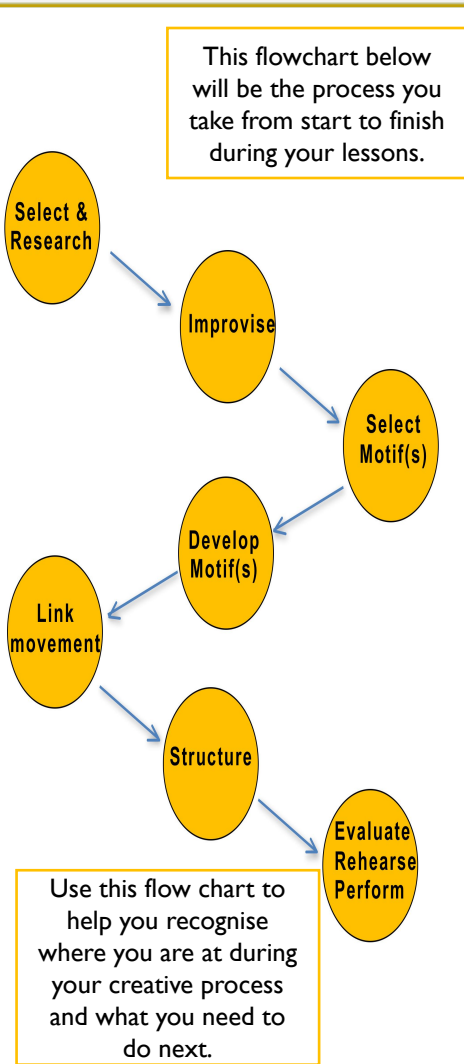 This flowchart below
will be the process you
take from start to finish
during your lessons.
Select &
Research
Improvise
Select
Motif(s)
Develop
Motif(s)
Link
movement
Structure
Evaluate
Rehearse
Perform
Use this flow chart to
help you recognise
where you are at during
your creative process
and what you need to
do next.